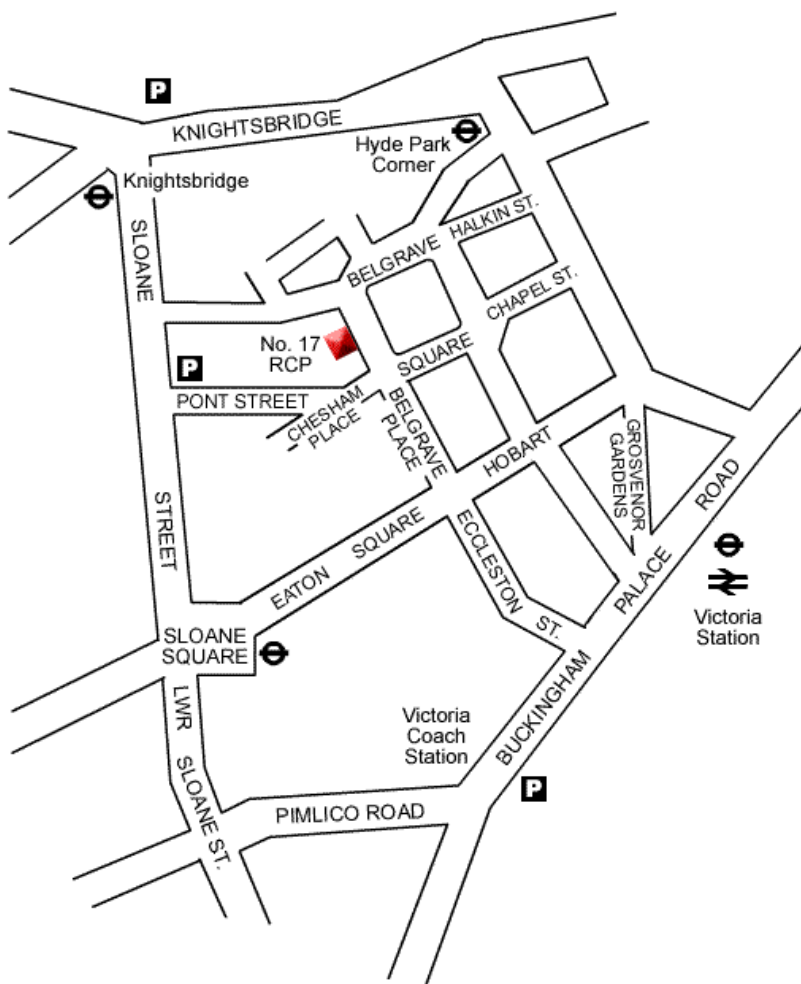 P
KNIGHTSBRIDGE
Hyde Park
Corner
Knightsbridge
SLOANE
STREET
BELGRAVE
SQUARE
HALKIN ST.
CHAPEL ST.
No. 17
RCP
P
PONT STREET
CHESHAM
PLACE
BELGRAVE
PLACE
HOBART
GROSVENOR
GARDENS
EATON SQUARE
ECCLESTON
ST.
BUCKINGHAM PALACE ROAD
Victoria
Station
SLOANE
SQUARE
LWR SLOANE ST.
Victoria
Coach
Station
P
PIMLICO ROAD